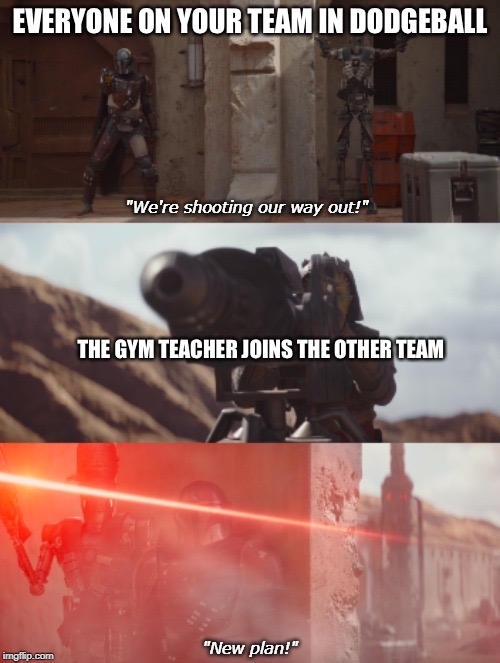 EVERYONE ON YOUR TEAM IN DODGEBALL
"We're shooting our way out!"
THE GYM TEACHER JOINS THE OTHER TEAM
"New plan!"
imgflip.com